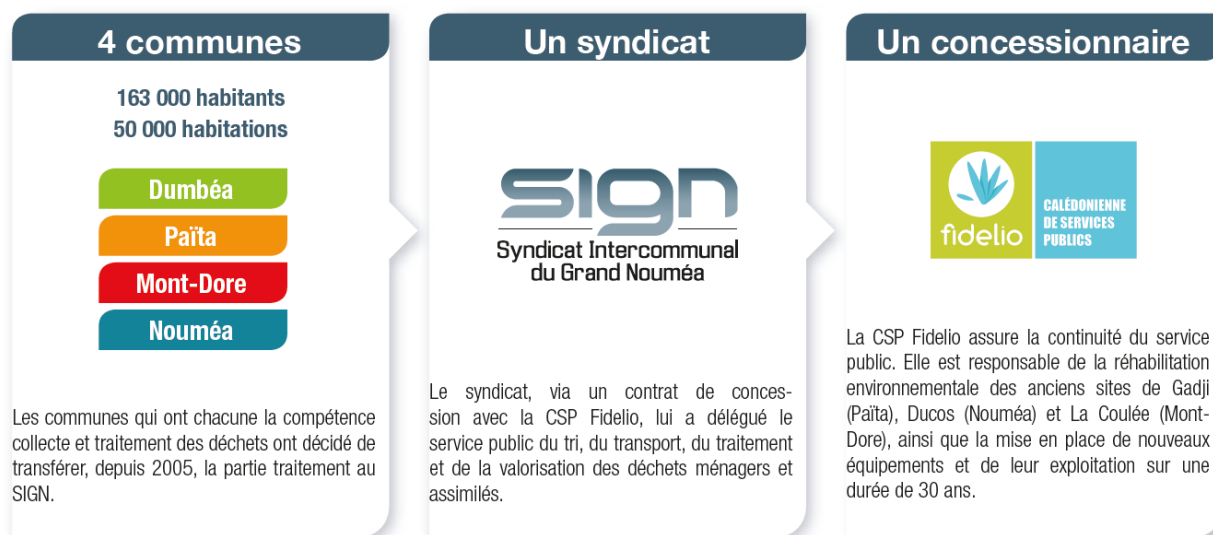 4 communes
163 000 habitants
50 000 habitations
Dumbéa
Païta
Mont-Dore
Nouméa
Les communes qui ont chacune la compétence
collecte et traitement des déchets ont décidé de
transférer, depuis 2005, la partie traitement au
SIGN.
Un syndicat
sign
Syndicat Intercommunal
du Grand Nouméa
Le syndicat, via un contrat de conces-
sion avec la CSP Fidelio, lui a délégué le
service public du tri, du transport, du traitement
et de la valorisation des déchets ménagers et
assimilés.
Un concessionnaire
fidelio
CALÉDONIENNE
DE SERVICES
PUBLICS
La CSP Fidelio assure la continuité du service
public. Elle est responsable de la réhabilitation
environnementale des anciens sites de Gadji
(Païta), Ducos (Nouméa) et La Coulée (Mont-
Dore), ainsi que la mise en place de nouveaux
équipements et de leur exploitation sur une
durée de 30 ans.